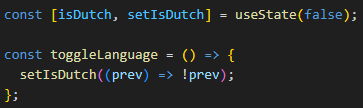 const [isDutch, setIsDutch] = useState(false);
const toggleLanguage = () => {
setIsDutch((prev) => !prev);
};